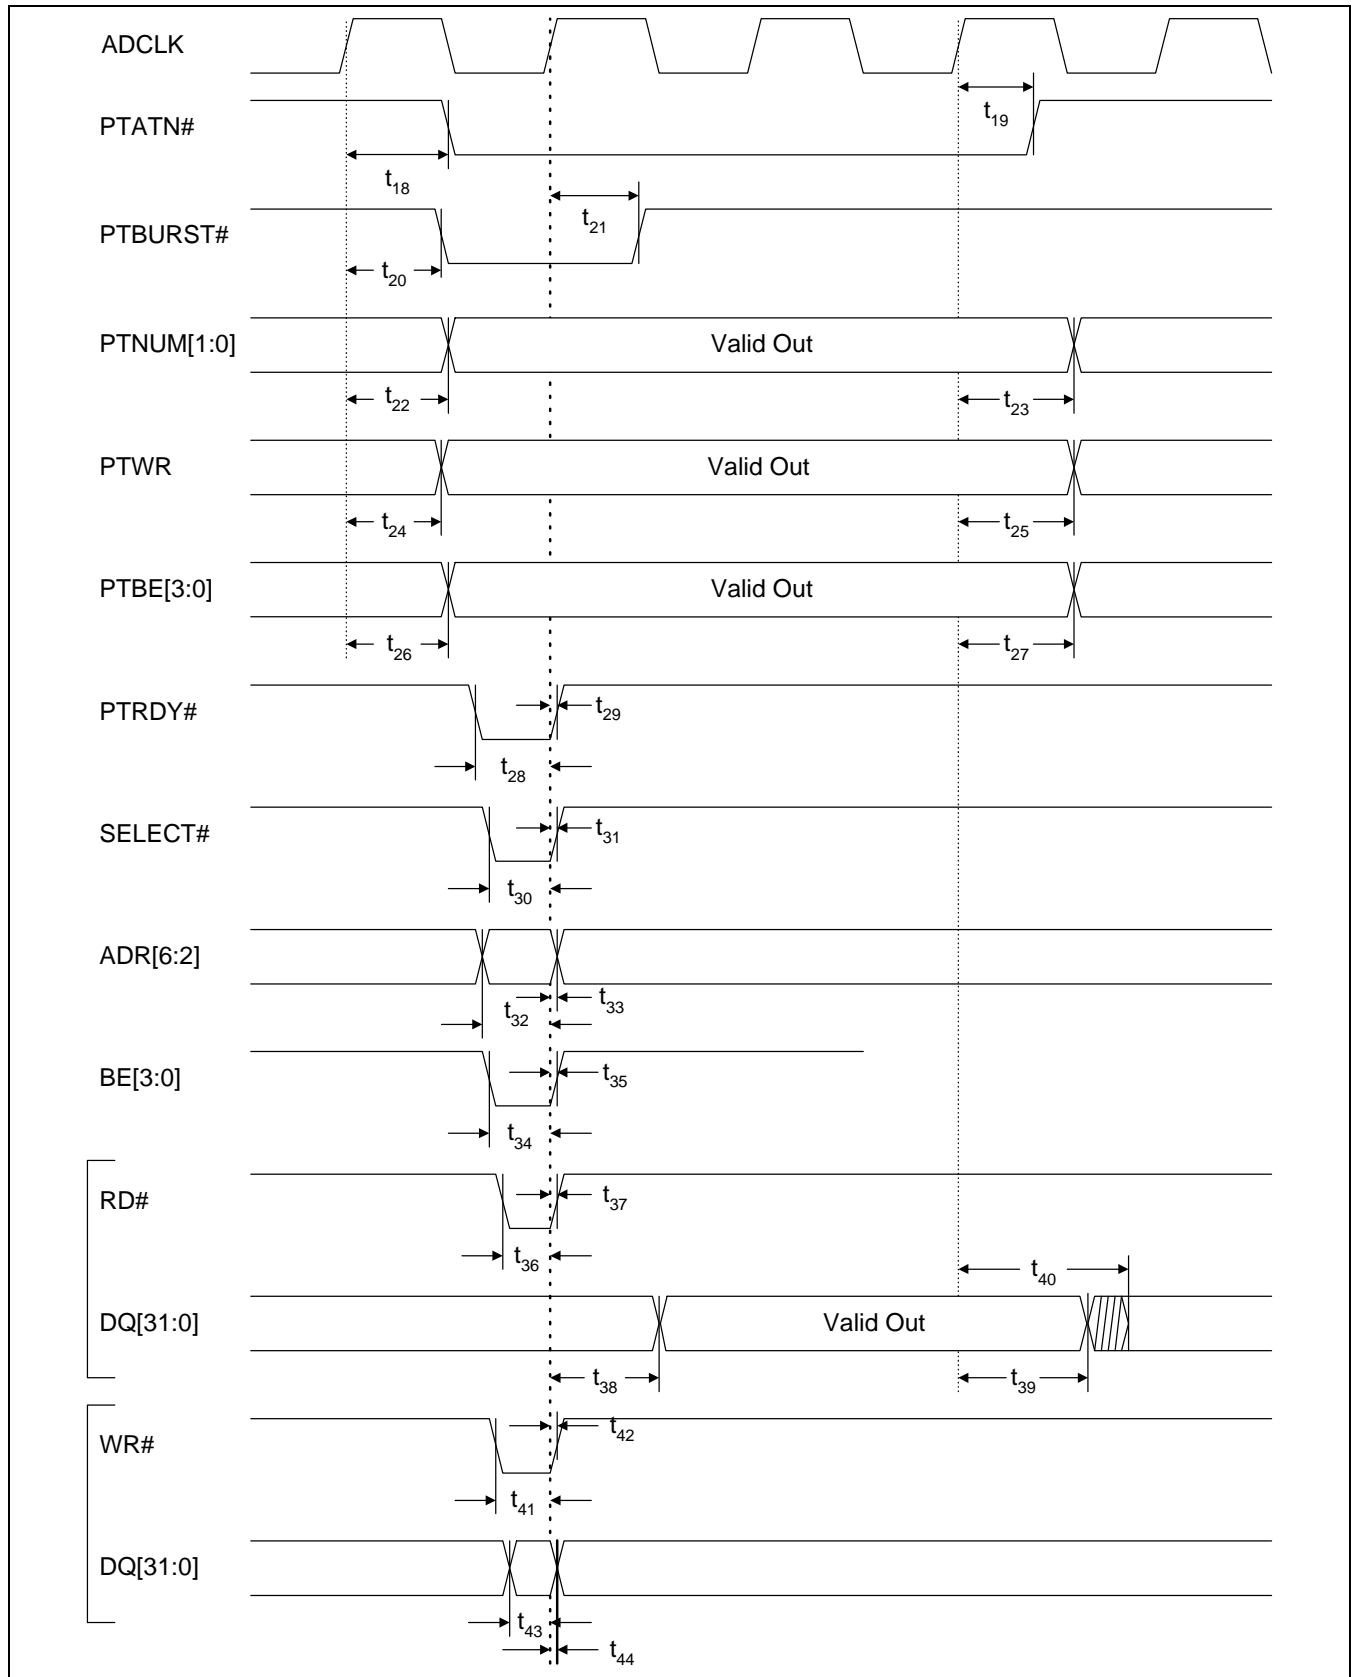 ADCLK
t19
PTATN#
t18
t21
PTBURST#
t20
PTNUM[1:0] Valid Out
t22 t23
PTWR Valid Out
t24 t25
PTBE[3:0] Valid Out
t26 t27
PTRDY# t29
t28
SELECT# t31
t30
ADR[6:2]
t32 t33
BE[3:0] t35
t34
RD# t37
t36 t40
DQ[31:0] Valid Out
t38 t39
WR# t42
t41
DQ[31:0]
t43
t44